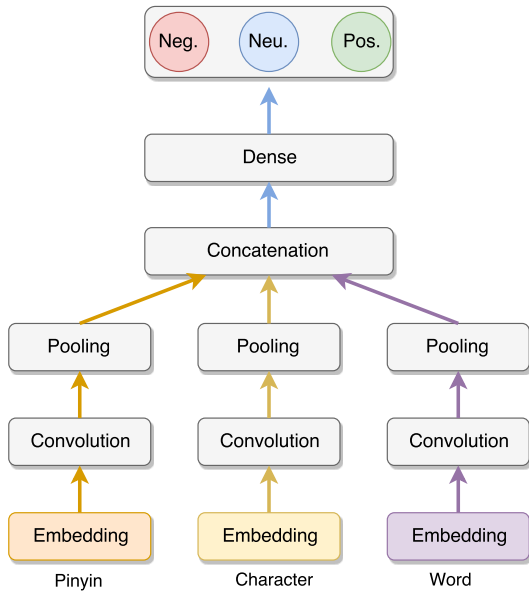 Neg. Neu. Pos.
Dense
Concatenation
Pooling Pooling Pooling
Convolution Convolution Convolution
Embedding Embedding Embedding
Pinyin Character Word